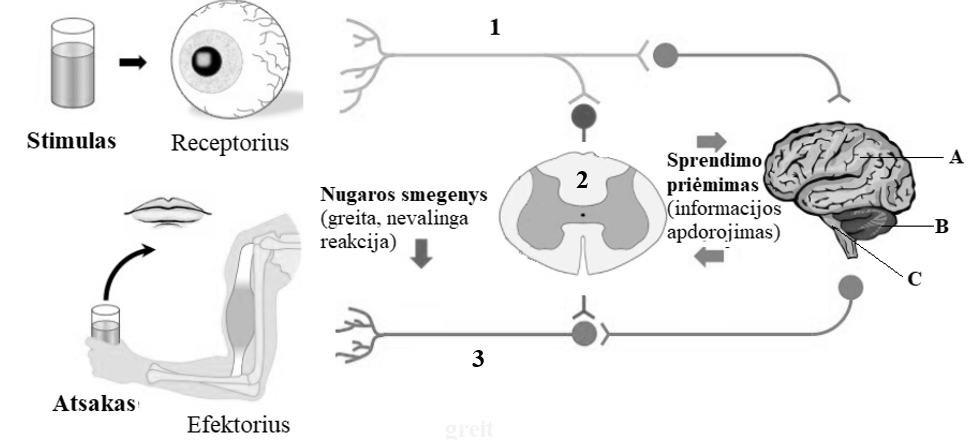 Stimulas
Receptorius
1
2
Nugaros smegenys
(greita, nevalinga
reakcija)
Sprendimo
priėmimas
(informacijos
apdorojimas)
A
B
C
3
Atsakas
Efektorius
greit